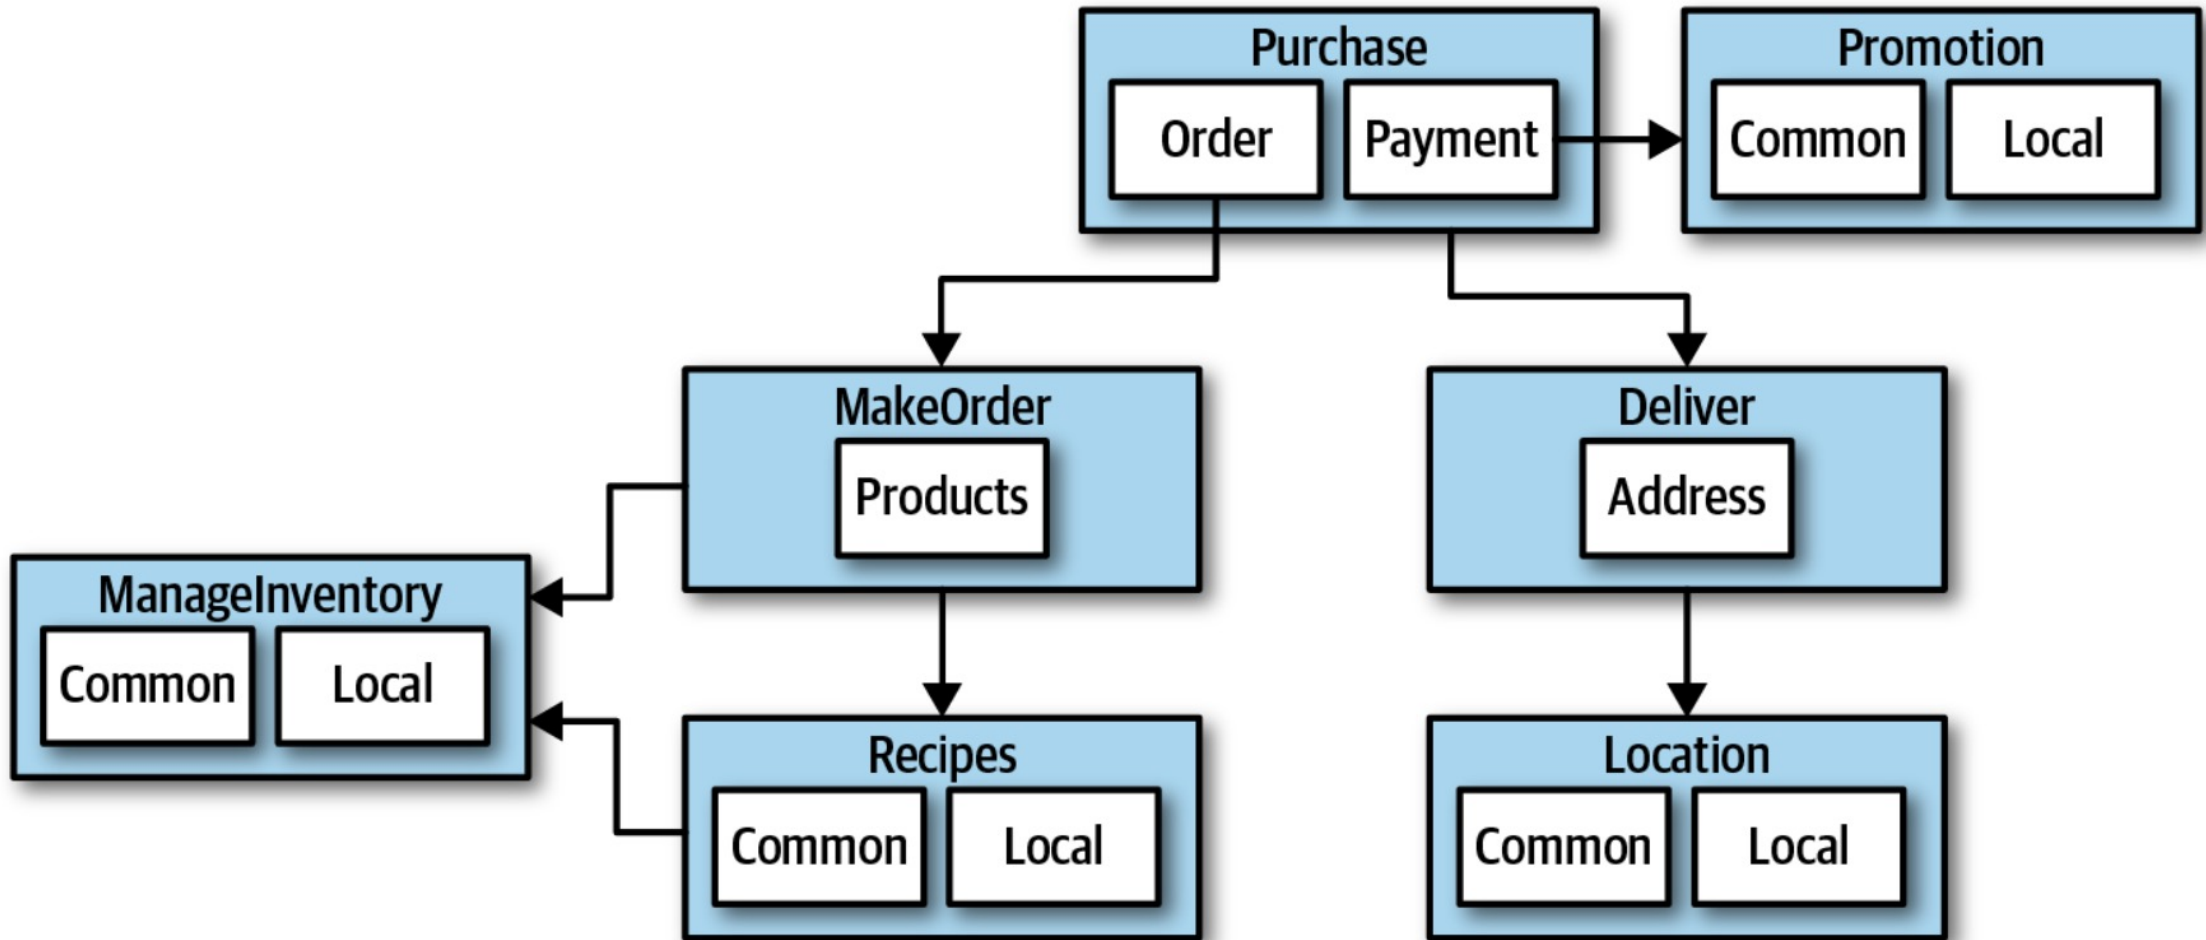 Purchase
Order
Payment
Promotion
Common
Local
MakeOrder
Products
Deliver
Address
ManageInventory
Common
Local
Recipes
Common
Local
Location
Common
Local